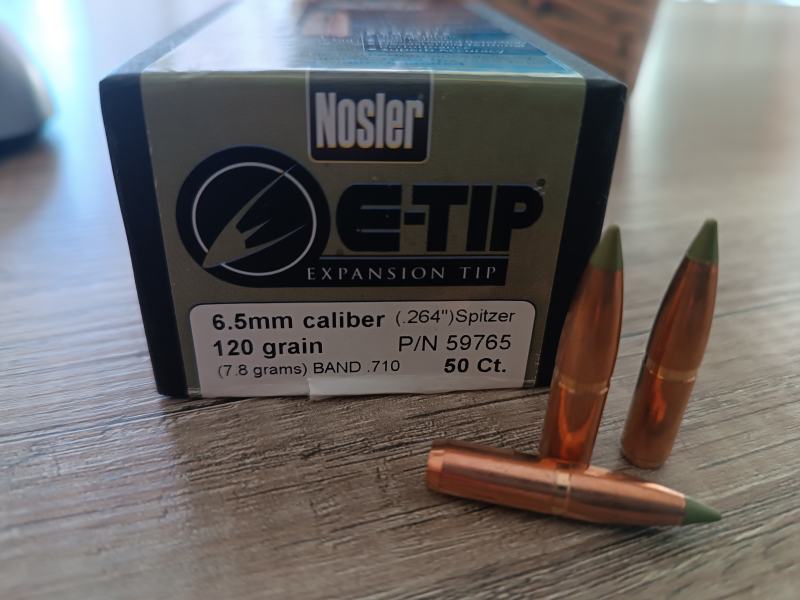 Nosler
E-TIP
EXPANSION TIP
6.5mm caliber (.264")Spitzer
120 grain P/N 59765
(7.8 grams) BAND .710 50 Ct.